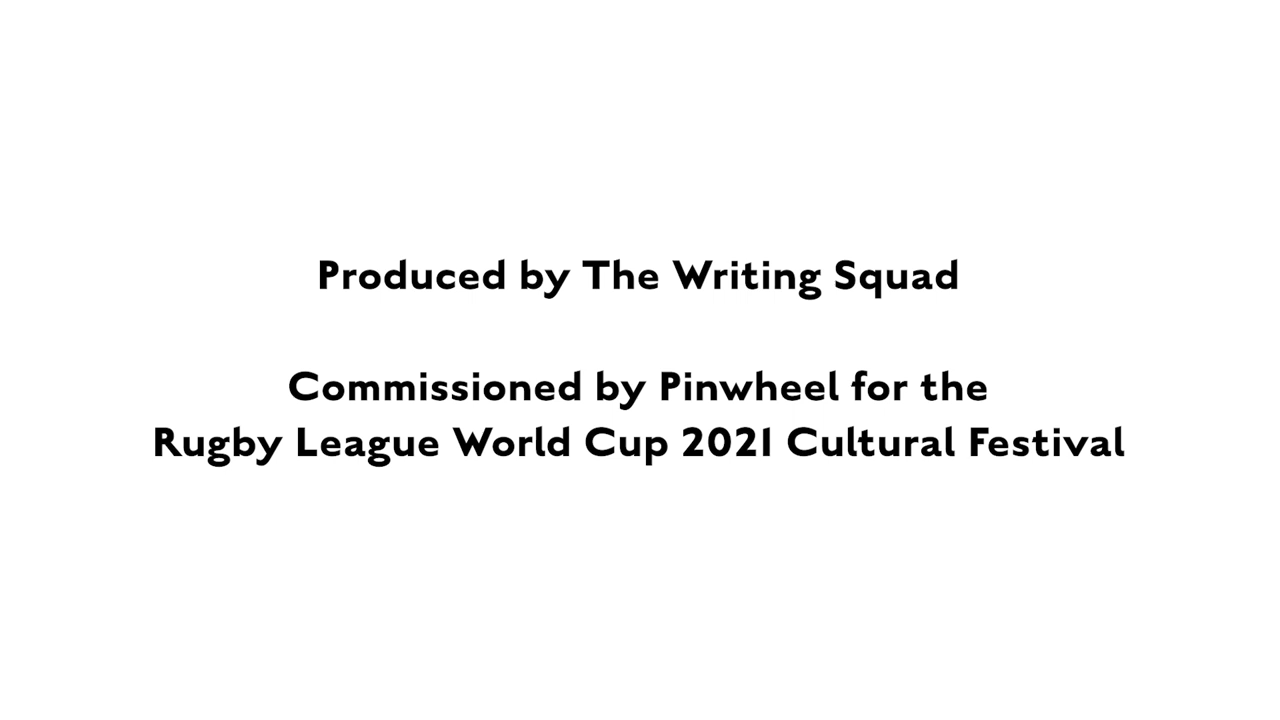 Produced by The Writing Squad
Commissioned by Pinwheel for the
Rugby League World Cup 2021 Cultural Festival